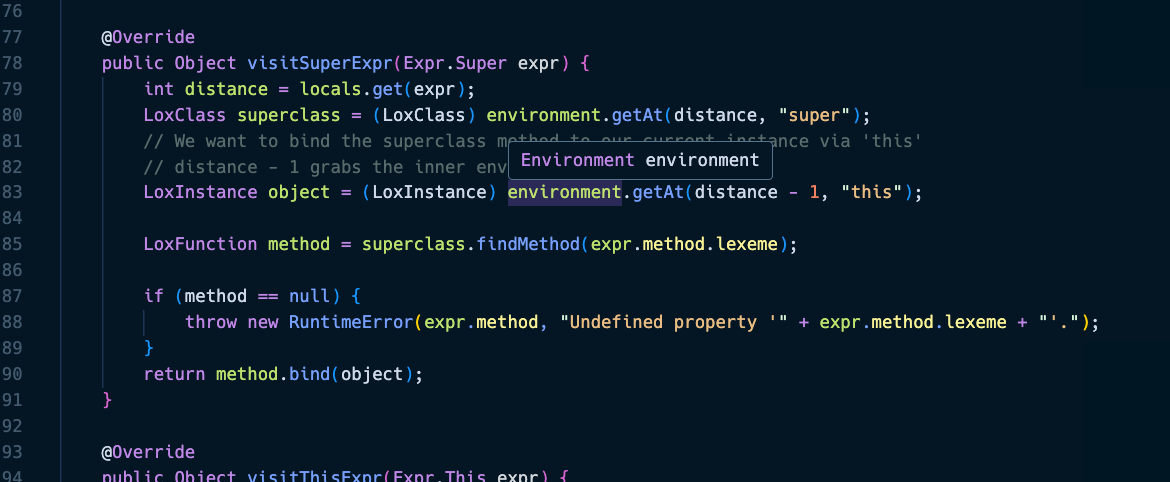 76
77 @Override
78 public Object visitSuperExpr(Expr.Super expr) {
79 int distance = locals.get(expr);
80 LoxClass superclass = (LoxClass) environment.getAt(distance, "super");
81 // We want to bind the superclass method to our current instance via 'this'
Environment environment
82 // distance - 1 grabs the inner env
83 LoxInstance object = (LoxInstance) environment.getAt(distance - 1, "this");
84
85 LoxFunction method = superclass.findMethod(expr.method.lexeme);
86
87 if (method == null) {
88 throw new RuntimeError(expr.method, "Undefined property '" + expr.method.lexeme + "'.");
89 }
90 return method.bind(object);
91 }
92
93 @Override
94 public Object visitThisExpr(Expr.This expr) {